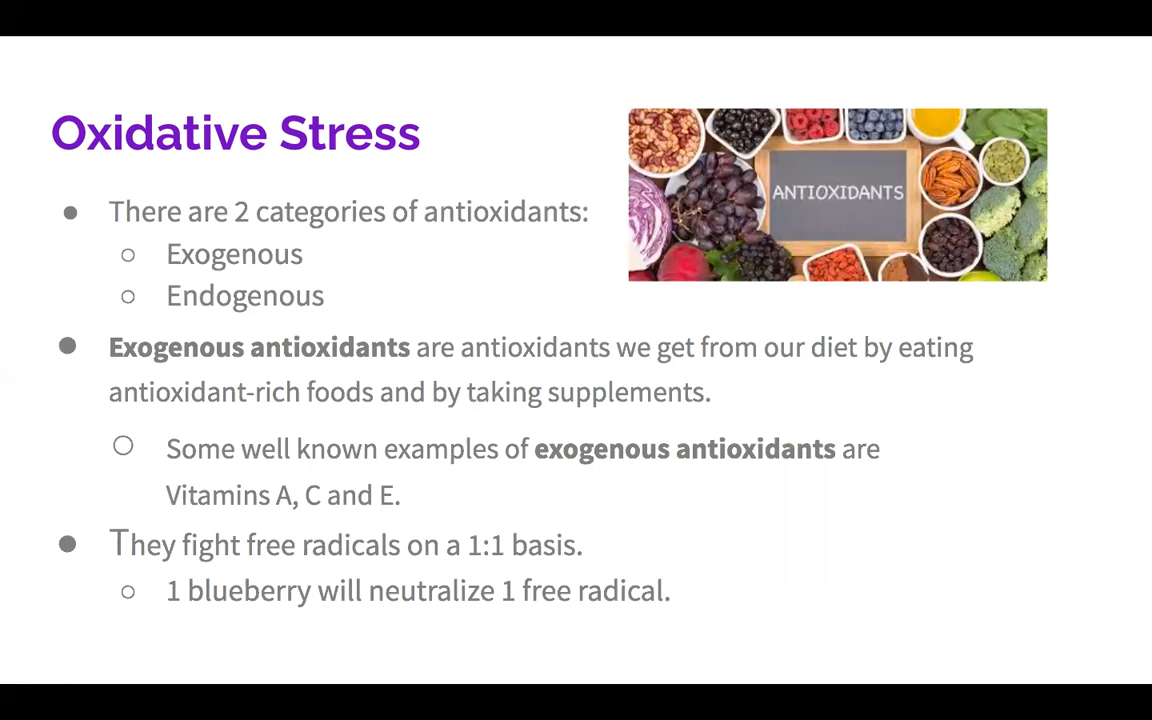 Oxidative Stress
ANTIOXIDANTS
● There are 2 categories of antioxidants:
○ Exogenous
○ Endogenous
● Exogenous antioxidants are antioxidants we get from our diet by eating
antioxidant-rich foods and by taking supplements.
○ Some well known examples of exogenous antioxidants are
Vitamins A, C and E.
● They fight free radicals on a 1:1 basis.
○ 1 blueberry will neutralize 1 free radical.